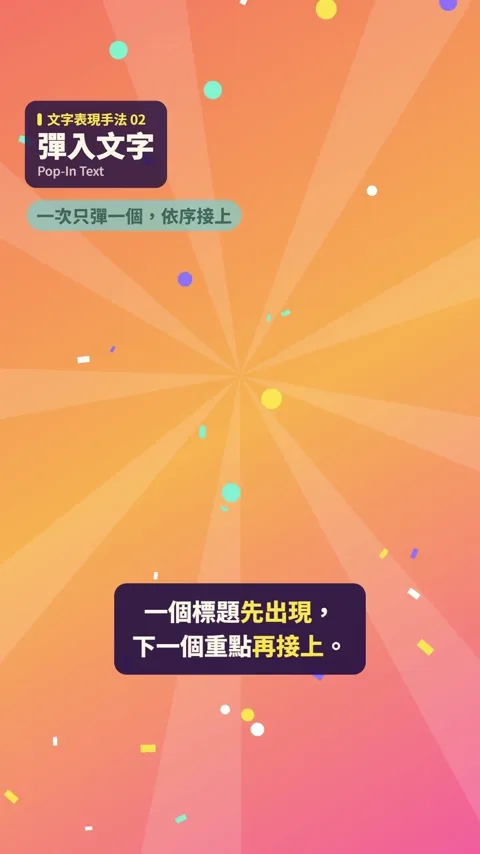 文字表現手法 02
彈入文字
Pop-In Text
一次只彈一個，依序接上
一個標題先出現，
下一個重點再接上。